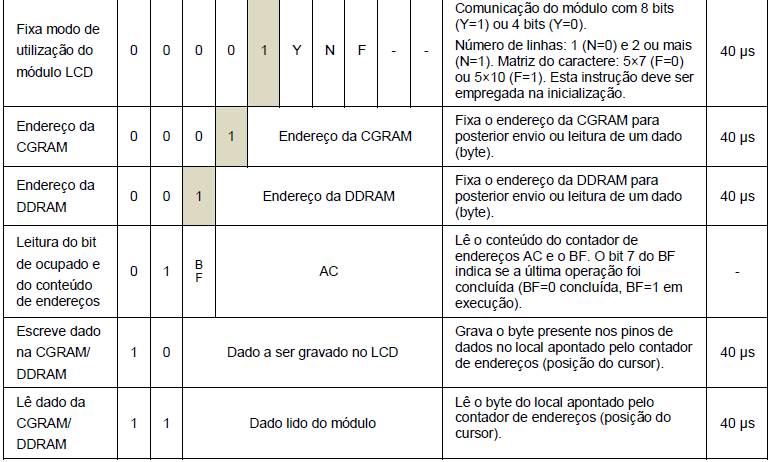 Fixa modo de
utilização do
módulo LCD
0 0 0 0 1 Y N F - -
Comunicação do módulo com 8 bits
(Y=1) ou 4 bits (Y=0).
Número de linhas: 1 (N=0) e 2 ou mais
(N=1). Matriz do caractere: 5×7 (F=0)
ou 5×10 (F=1). Esta instrução deve ser
empregada na inicialização.
40 µs
Endereço da
CGRAM
0 0 0 1 Endereço da CGRAM
Fixa o endereço da CGRAM para
posterior envio ou leitura de um dado
(byte).
40 µs
Endereço da
DDRAM
0 0 1 Endereço da DDRAM
Fixa o endereço da DDRAM para
posterior envio ou leitura de um dado
(byte).
40 µs
Leitura do bit
de ocupado e
do conteúdo
de endereços
0 1
B
F
AC
Lê o conteúdo do contador de
endereços AC e o BF. O bit 7 do BF
indica se a última operação foi
concluída (BF=0 concluída, BF=1 em
execução).
-
Escreve dado
na CGRAM/
DDRAM
1 0 Dado a ser gravado no LCD
Grava o byte presente nos pinos de
dados no local apontado pelo contador
de endereços (posição do cursor).
40 µs
Lê dado da
CGRAM/
DDRAM
1 1 Dado lido do módulo
Lê o byte do local apontado pelo
contador de endereços (posição do
cursor).
40 µs